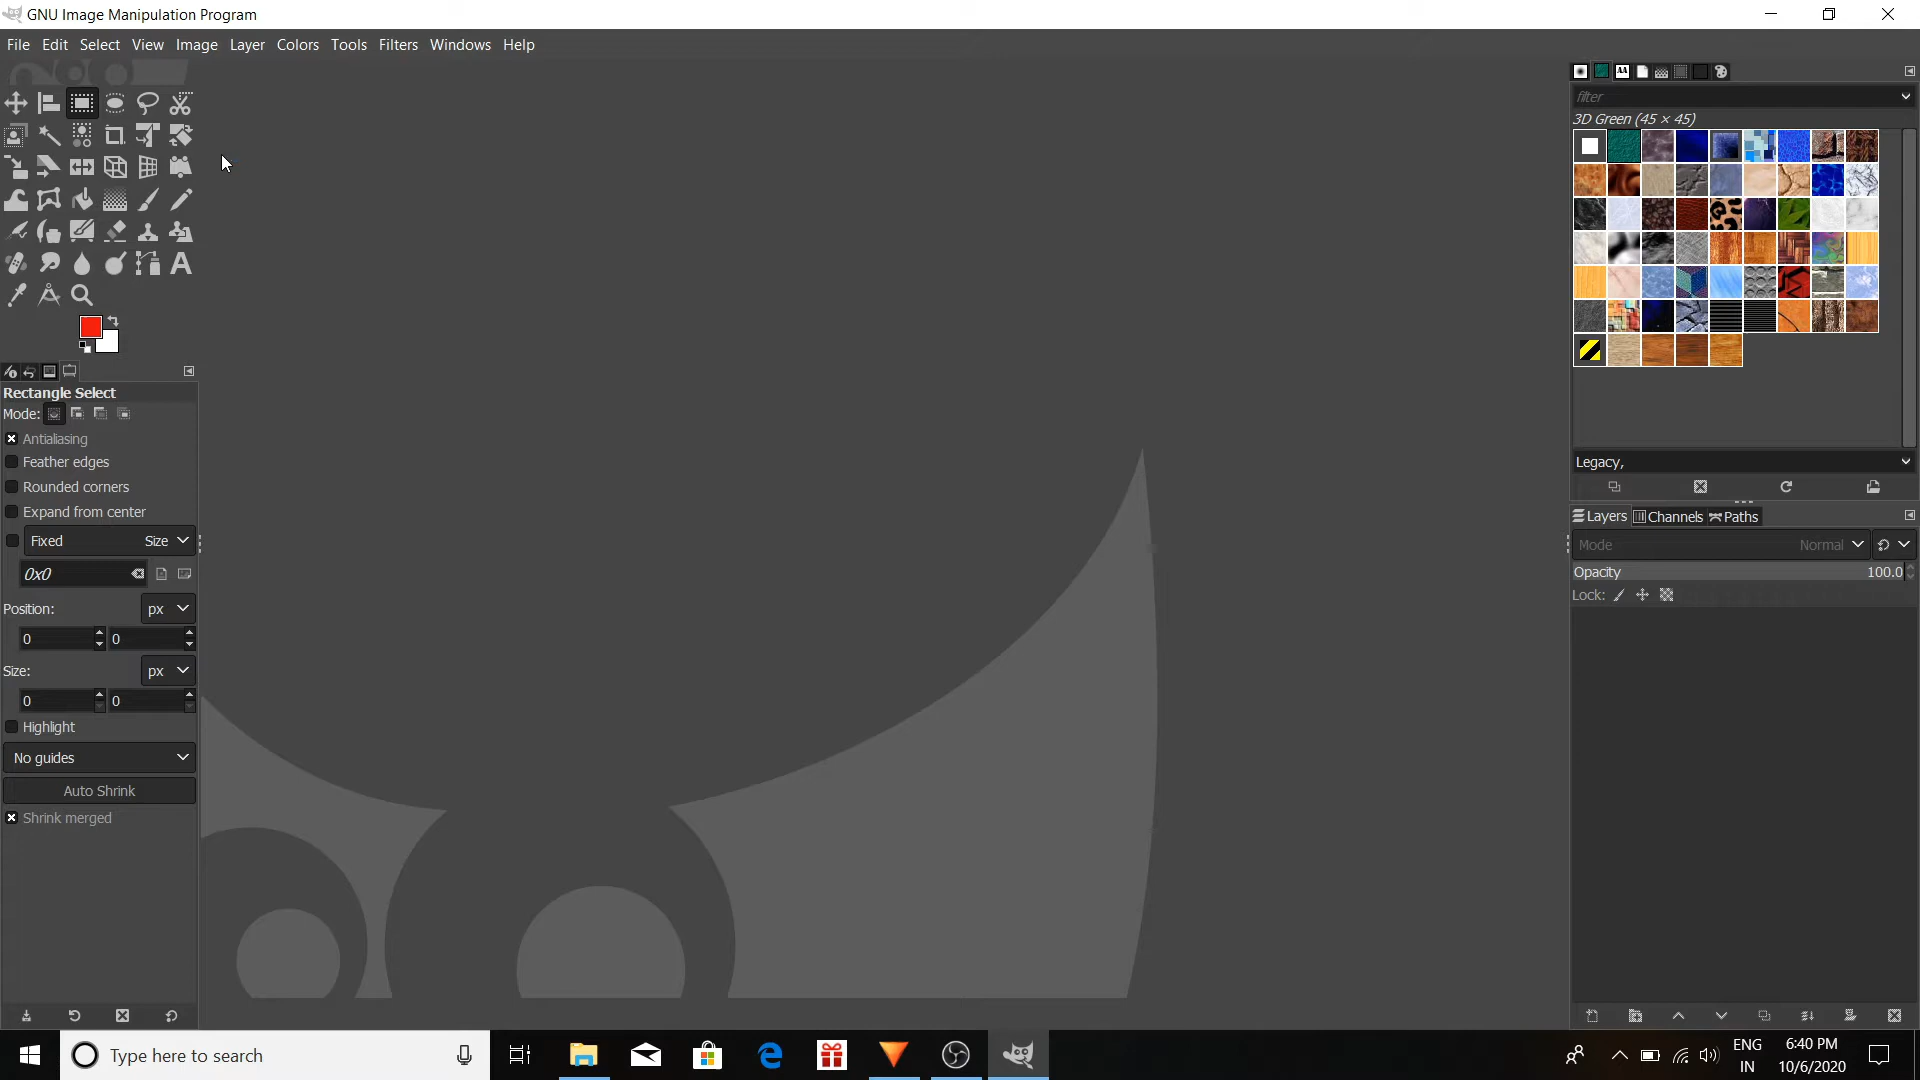 GNU Image Manipulation Program
File Edit Select View Image Layer Colors Tools Filters Windows Help
filter
3D Green (45 × 45)
Rectangle Select
Mode:
Antialiasing
Feather edges
Rounded corners
Expand from center
Fixed Size
0x0
Position: px
0 0
Size: px
0 0
Highlight
No guides
Auto Shrink
Shrink merged
Legacy,
Layers Channels Paths
Mode Normal
Opacity 100.0
Lock:
Type here to search
ENG
IN
6:40 PM
10/6/2020